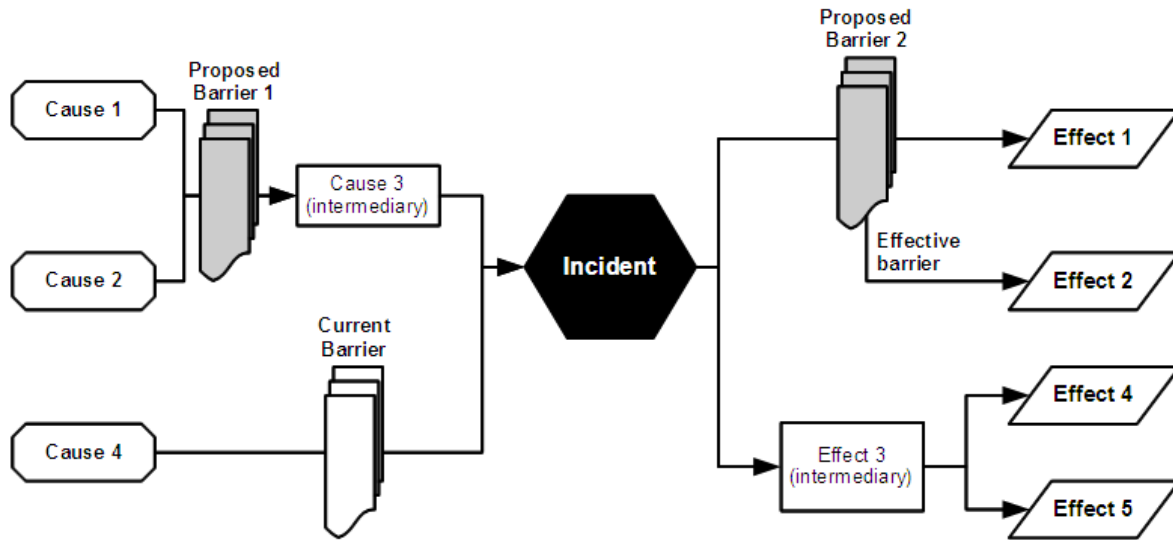 Proposed
Barrier 1
Cause 1
Cause 2
Cause 3
(intermediary)
Current
Barrier
Cause 4
Incident
Proposed
Barrier 2
Effect 1
Effective
barrier
Effect 2
Effect 3
(intermediary)
Effect 4
Effect 5